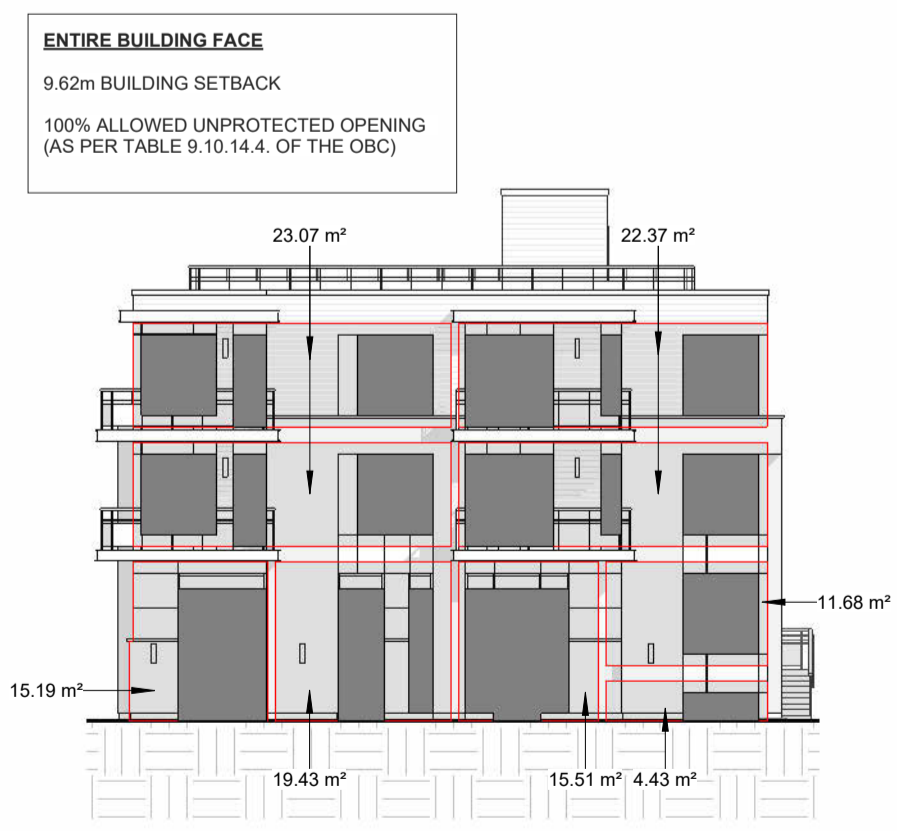 ENTIRE BUILDING FACE
9.62m BUILDING SETBACK
100% ALLOWED UNPROTECTED OPENING
(AS PER TABLE 9.10.14.4. OF THE OBC)
23.07 m²
22.37 m²
11.68 m²
15.19 m²
19.43 m²
15.51 m²
4.43 m²